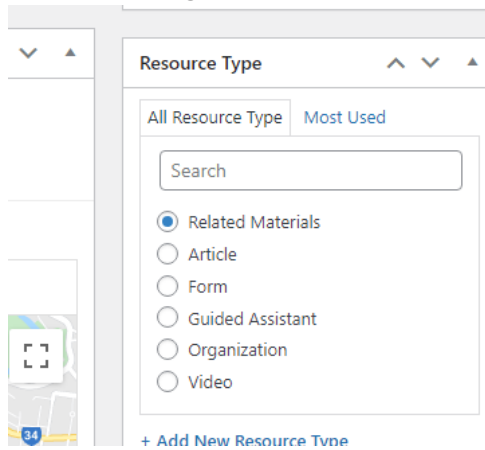 Resource Type
All Resource Type Most Used
Search
Related Materials
Article
Form
Guided Assistant
Organization
Video
34
+ Add New Resource Type